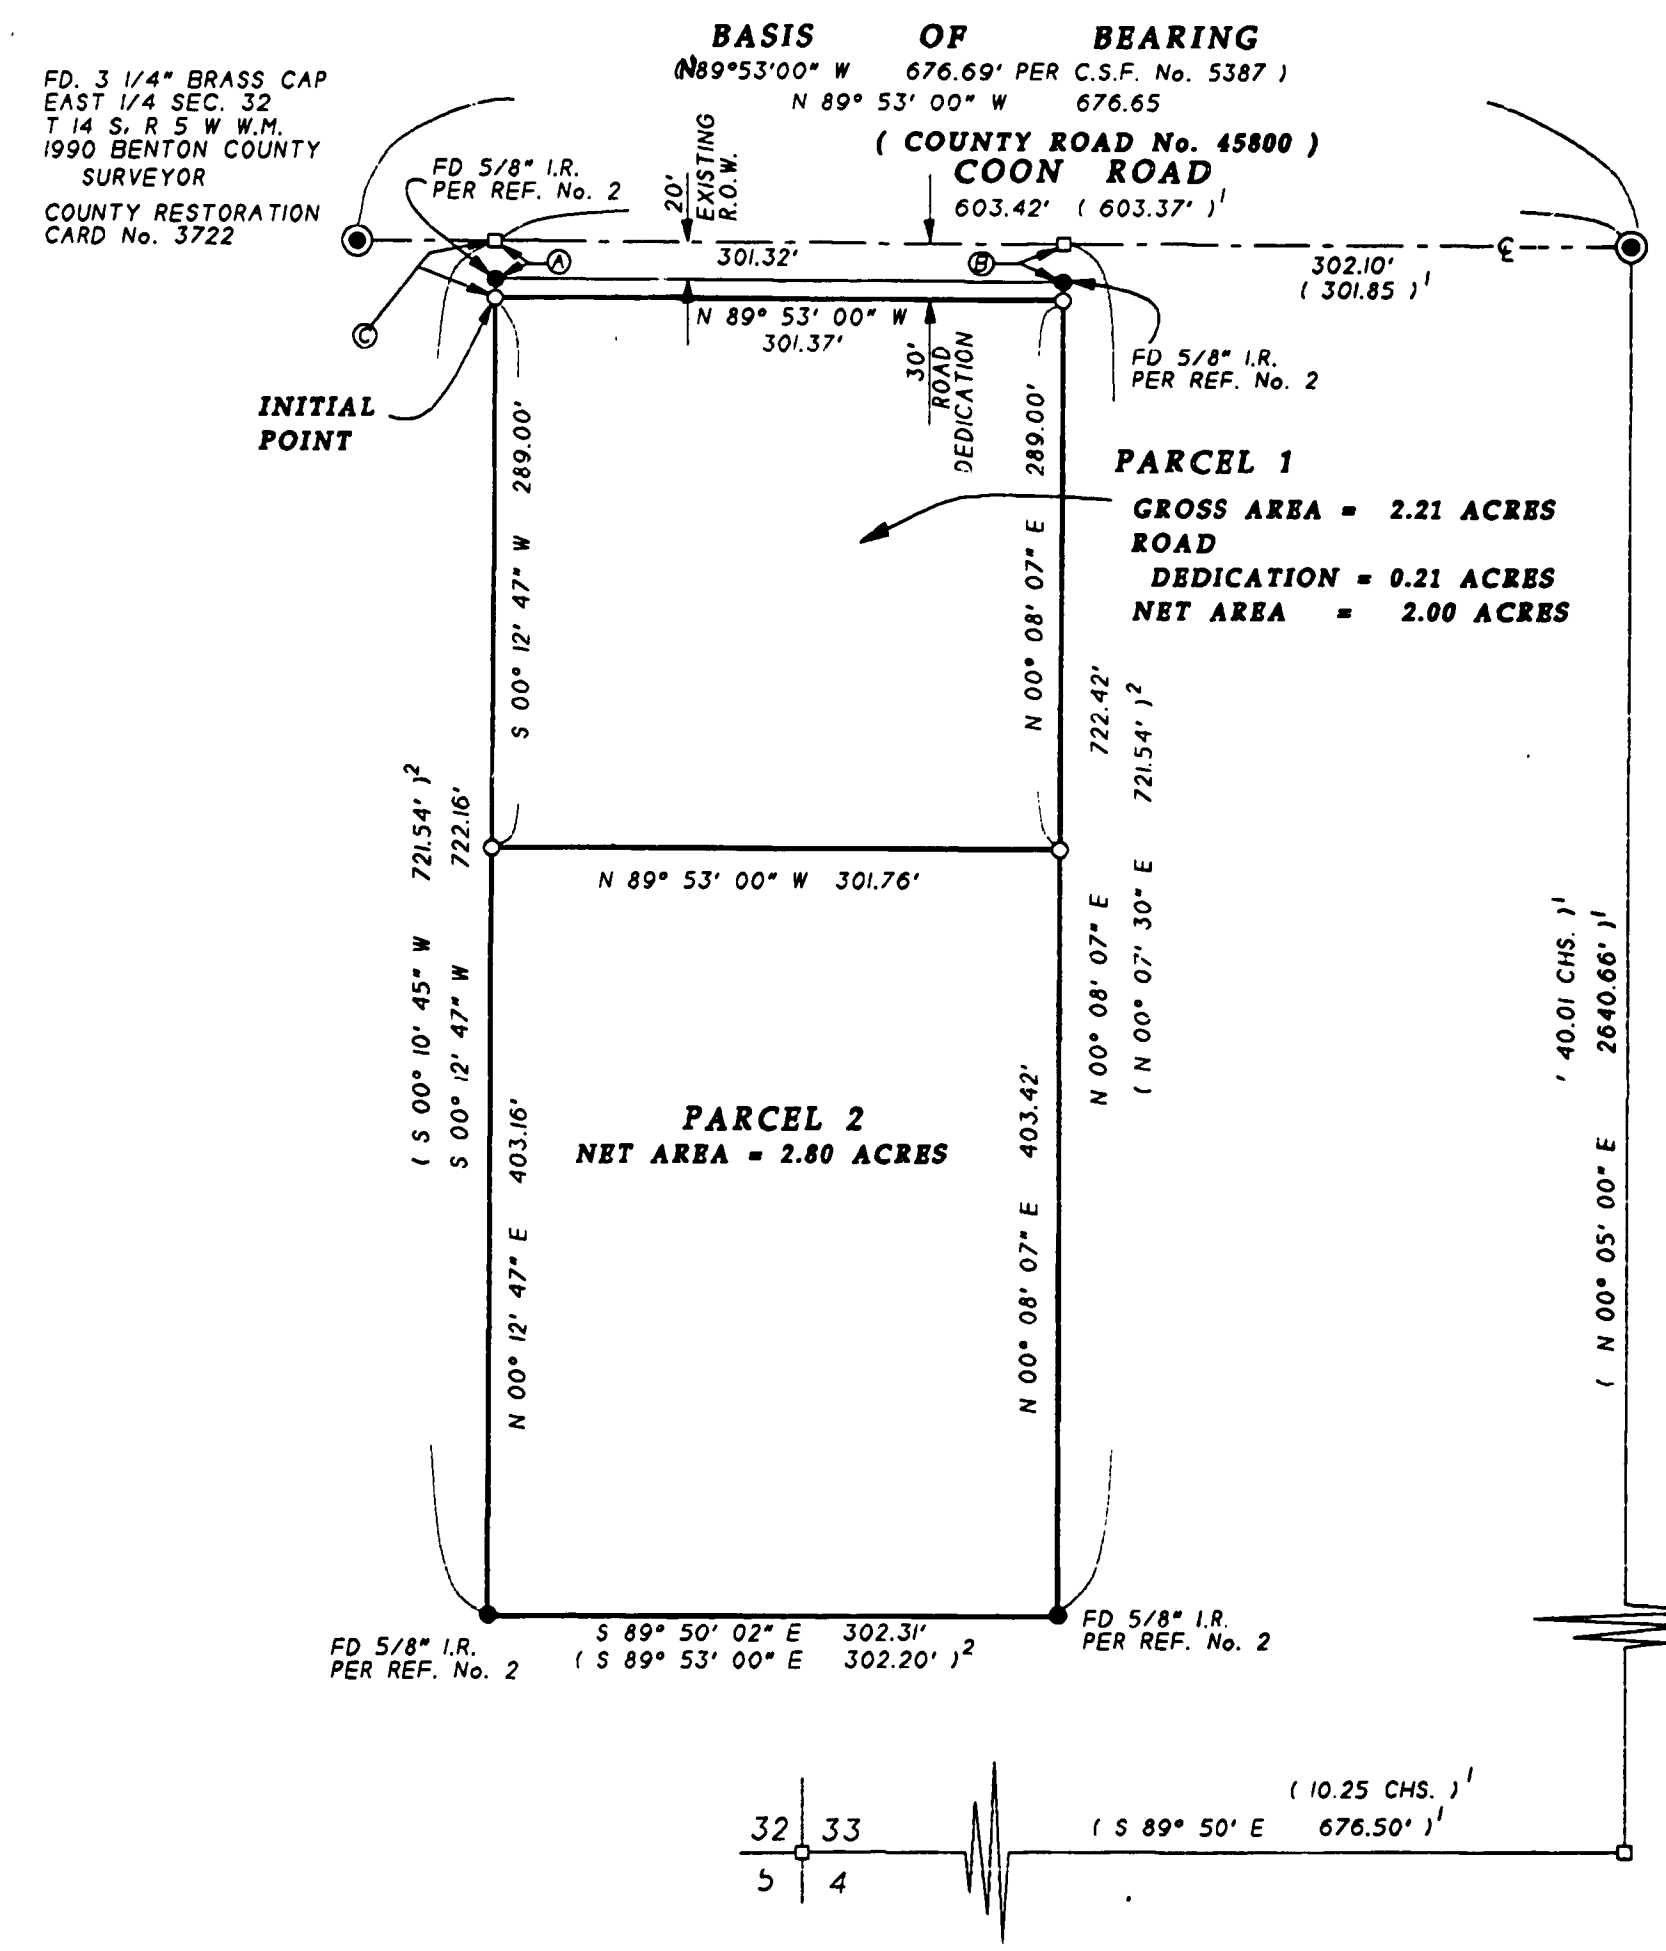 BASIS OF BEARING
(N89°53'00" W 676.69' PER C.S.F. No. 5387 )
N 89° 53' 00" W 676.65
( COUNTY ROAD No. 45800 )
COON ROAD
603.42' ( 603.37' )1
FD. 3 1/4" BRASS CAP
EAST 1/4 SEC. 32
T 14 S, R 5 W W.M.
1990 BENTON COUNTY
SURVEYOR
COUNTY RESTORATION
CARD No. 3722
FD 5/8" I.R.
PER REF. No. 2
20'
EXISTING
R.O.W.
A
301.32'
B
℄
302.10'
( 301.85 )1
C
N 89° 53' 00" W
301.37'
30'
ROAD
DEDICATION
FD 5/8" I.R.
PER REF. No. 2
INITIAL
POINT
289.00'
S 00° 12' 47" W
289.00'
N 00° 08' 07" E
PARCEL 1
GROSS AREA = 2.21 ACRES
ROAD
DEDICATION = 0.21 ACRES
NET AREA = 2.00 ACRES
( S 00° 10' 45" W 721.54' )2
S 00° 12' 47" W 722.16'
N 00° 08' 07" E 722.42'
( N 00° 07' 30" E 721.54' )2
N 89° 53' 00" W 301.76'
' 40.01 CHS. )1
( N 00° 05' 00" E 2640.66' )1
PARCEL 2
NET AREA = 2.80 ACRES
N 00° 12' 47" E 403.16'
N 00° 08' 07" E 403.42'
FD 5/8" I.R.
PER REF. No. 2
S 89° 50' 02" E 302.31'
( S 89° 53' 00" E 302.20' )2
FD 5/8" I.R.
PER REF. No. 2
32 33
5 4
( 10.25 CHS. )1
( S 89° 50' E 676.50' )1